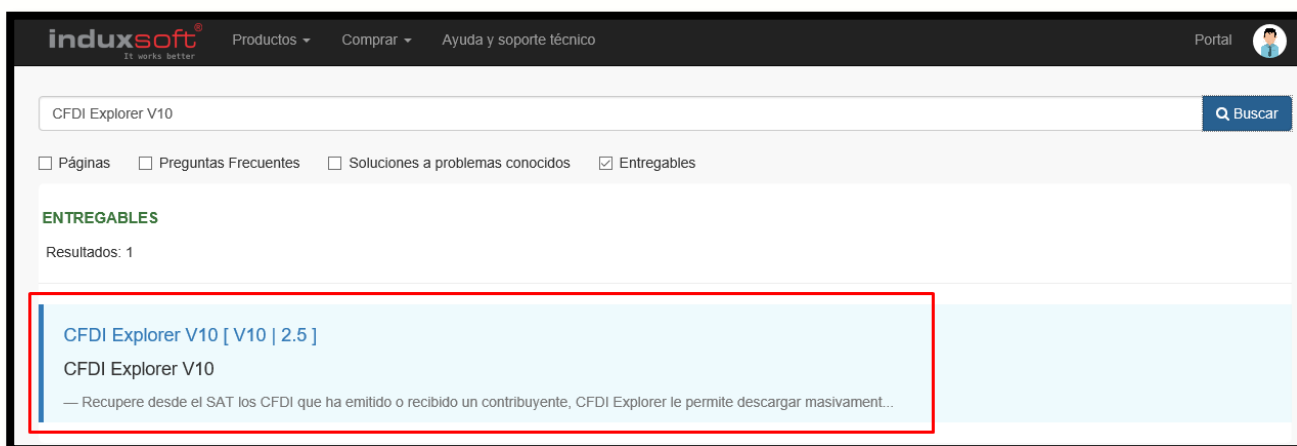 induxsoft®
It works better
Productos Comprar Ayuda y soporte técnico Portal
CFDI Explorer V10 Buscar
Páginas Preguntas Frecuentes Soluciones a problemas conocidos Entregables
ENTREGABLES
Resultados: 1
CFDI Explorer V10 [ V10 | 2.5 ]
CFDI Explorer V10
— Recupere desde el SAT los CFDI que ha emitido o recibido un contribuyente, CFDI Explorer le permite descargar masivament...